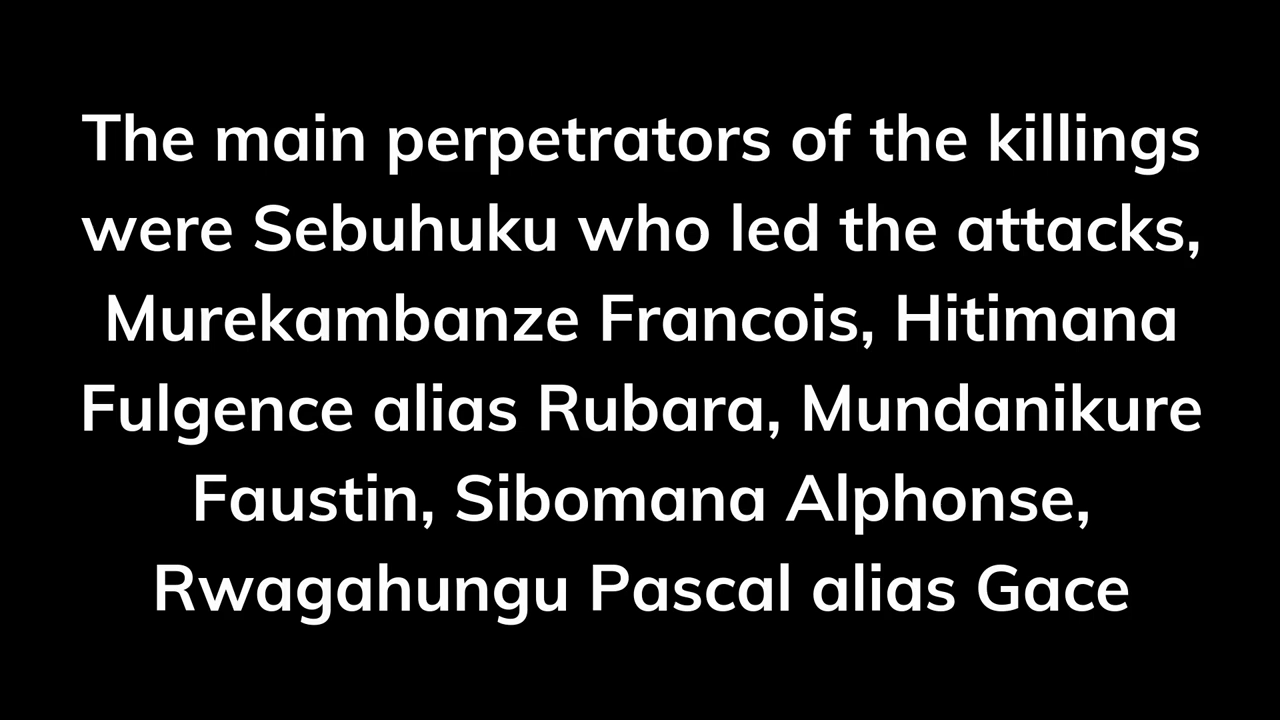 The main perpetrators of the killings
were Sebuhuku who led the attacks,
Murekambanze Francois, Hitimana
Fulgence alias Rubara, Mundanikure
Faustin, Sibomana Alphonse,
Rwagahungu Pascal alias Gace